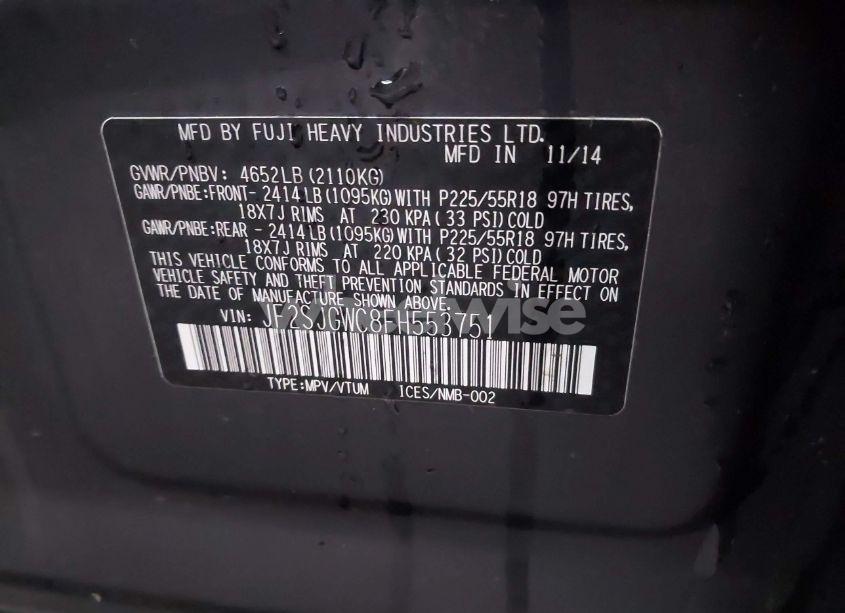 MFD BY FUJI HEAVY INDUSTRIES LTD.
MFD IN 11/14
GVWR/PNBV: 4652LB (2110KG)
GAWR/PNBE:FRONT- 2414LB (1095KG) WITH P225/55R18 97H TIRES,
18X7J RIMS AT 230 KPA( 33 PSI) COLD
GAWR/PNBE:REAR - 2414LB (1095KG) WITH P225/55R18 97H TIRES,
18X7J RIMS AT 220 KPA( 32 PSI) COLD
THIS VEHICLE CONFORMS TO ALL APPLICABLE FEDERAL MOTOR
VEHICLE SAFETY AND THEFT PREVENTION STANDARDS IN EFFECT ON
THE DATE OF MANUFACTURE SHOWN ABOVE.
VIN: JF2SJGWC8FH553751
TYPE:MPV/VTUM ICES/NMB-002